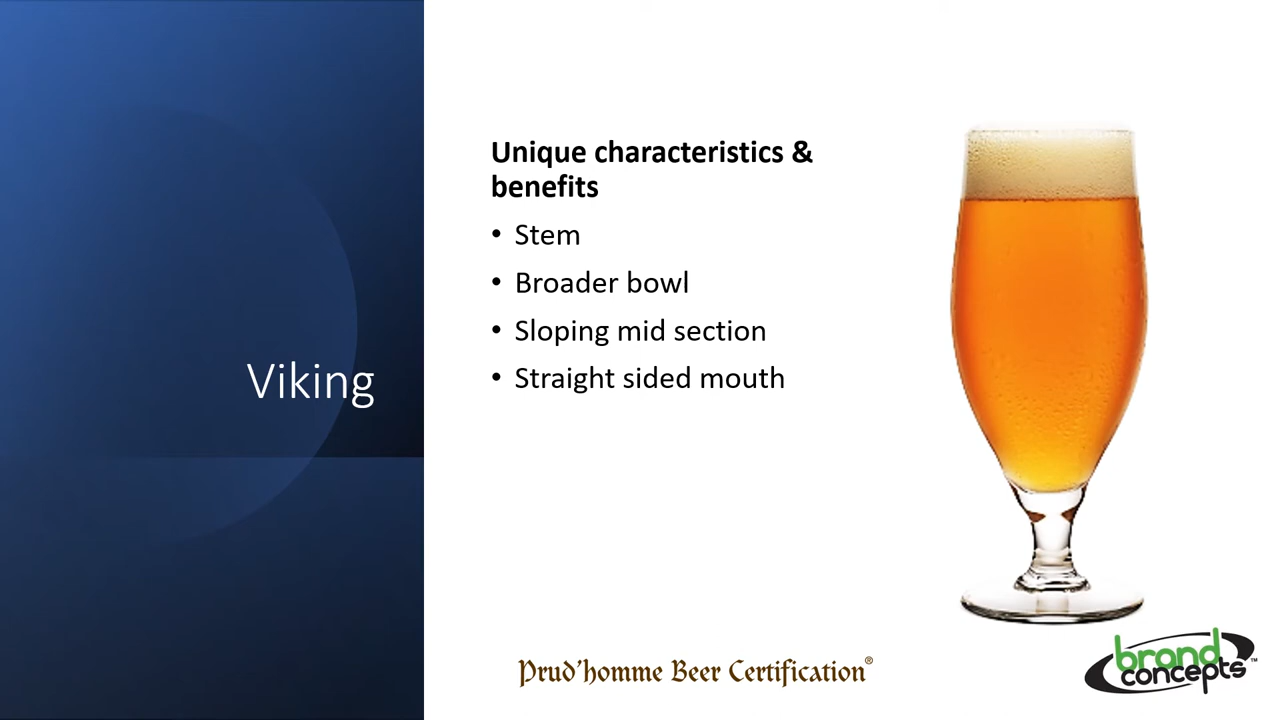 Viking
Unique characteristics &
benefits
• Stem
• Broader bowl
• Sloping mid section
• Straight sided mouth
Prud'homme Beer Certification®
brand
concepts™